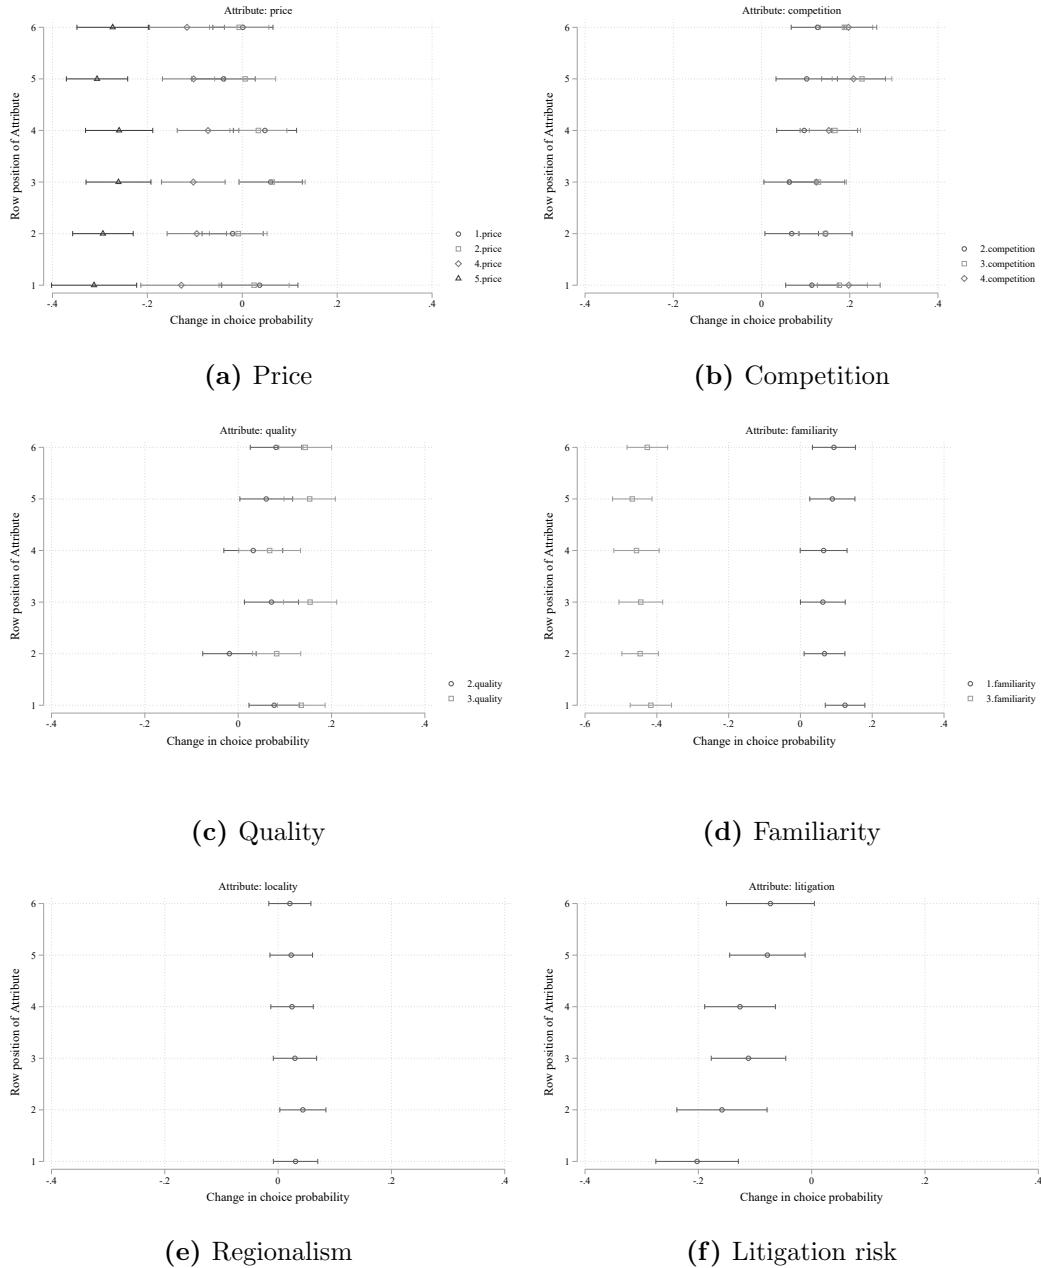 Attribute: price
Row position of Attribute
6
5
4
3
2
1
-.4
-.2
0
.2
.4
Change in choice probability
1.price
2.price
4.price
5.price
(a) Price
Attribute: competition
Row position of Attribute
6
5
4
3
2
1
-.4
-.2
0
.2
.4
Change in choice probability
2.competition
3.competition
4.competition
(b) Competition
Attribute: quality
Row position of Attribute
6
5
4
3
2
1
-.4
-.2
0
.2
.4
Change in choice probability
2.quality
3.quality
(c) Quality
Attribute: familiarity
Row position of Attribute
6
5
4
3
2
1
-.6
-.4
-.2
0
.2
.4
Change in choice probability
1.familiarity
3.familiarity
(d) Familiarity
Attribute: locality
Row position of Attribute
6
5
4
3
2
1
-.4
-.2
0
.2
.4
Change in choice probability
(e) Regionalism
Attribute: litigation
Row position of Attribute
6
5
4
3
2
1
-.4
-.2
0
.2
.4
Change in choice probability
(f) Litigation risk